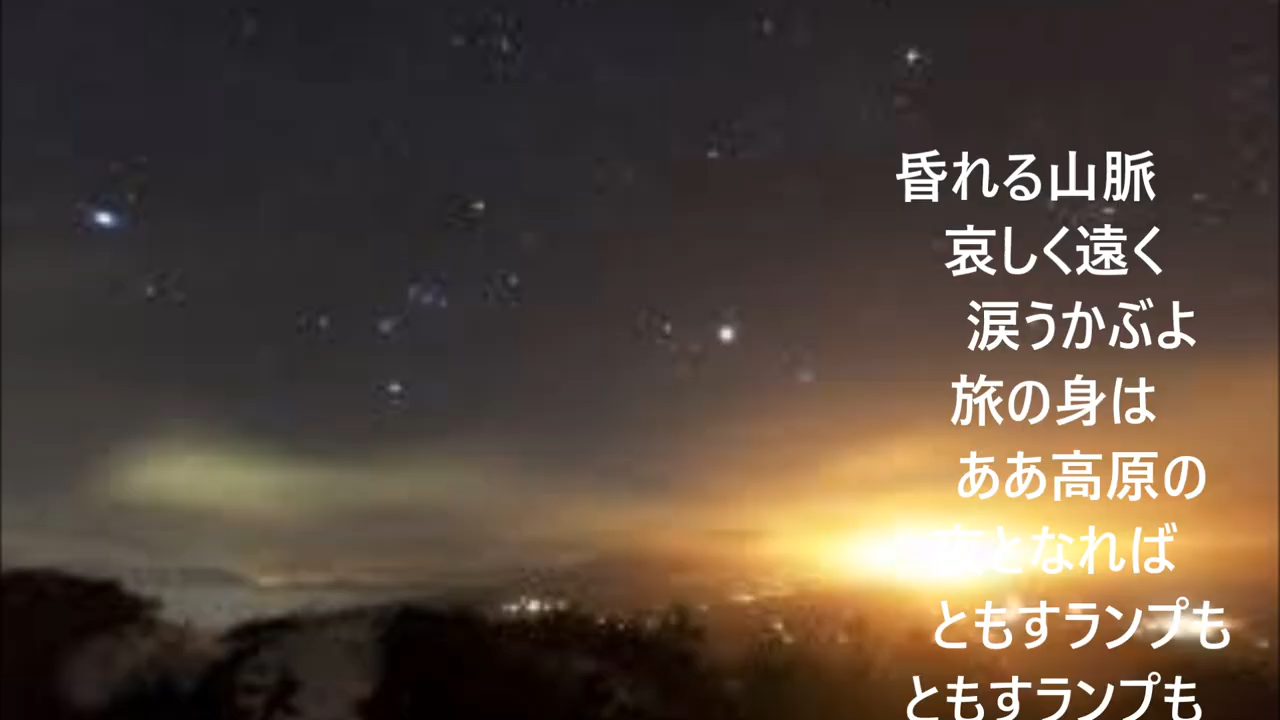 昏れる山脈
哀しく遠く
涙うかぶよ
旅の身は
ああ高原の
となれば
ともすランプも
ともすランプも